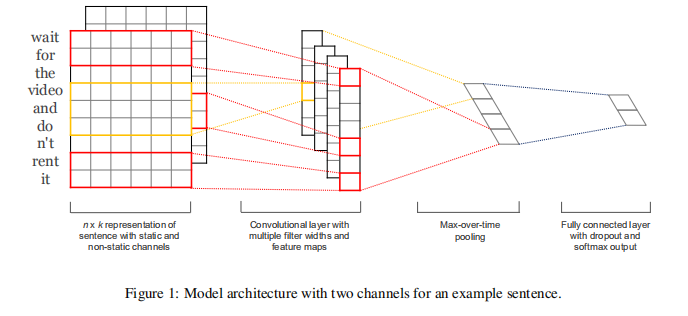 wait
for
the
video
and
do
n't
rent
it
n x k representation of
sentence with static and
non-static channels
Convolutional layer with
multiple filter widths and
feature maps
Max-over-time
pooling
Fully connected layer
with dropout and
softmax output
Figure 1: Model architecture with two channels for an example sentence.